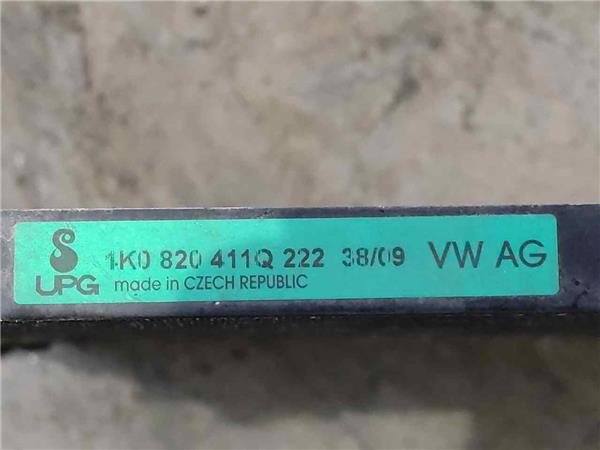 1K0 820 411Q 222 38/09 VW AG
UPG made in CZECH REPUBLIC